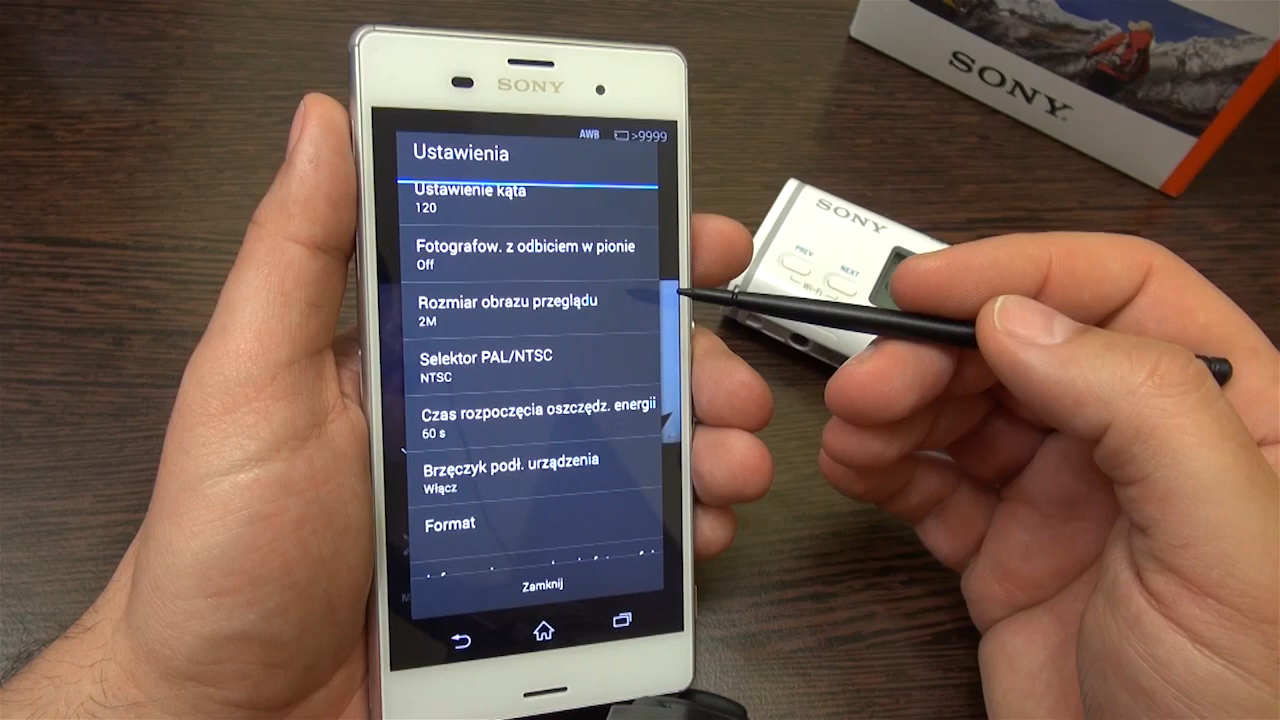 SONY
SONY
AWB >9999
Ustawienia
Ustawienie kąta
120
Fotografow. z odbiciem w pionie
Off
Rozmiar obrazu przeglądu
2M
Selektor PAL/NTSC
NTSC
Czas rozpoczęcia oszczędz. energii
60 s
Brzęczyk podł. urządzenia
Włącz
Format
Zamknij
SONY
PREV
NEXT
Wi-Fi